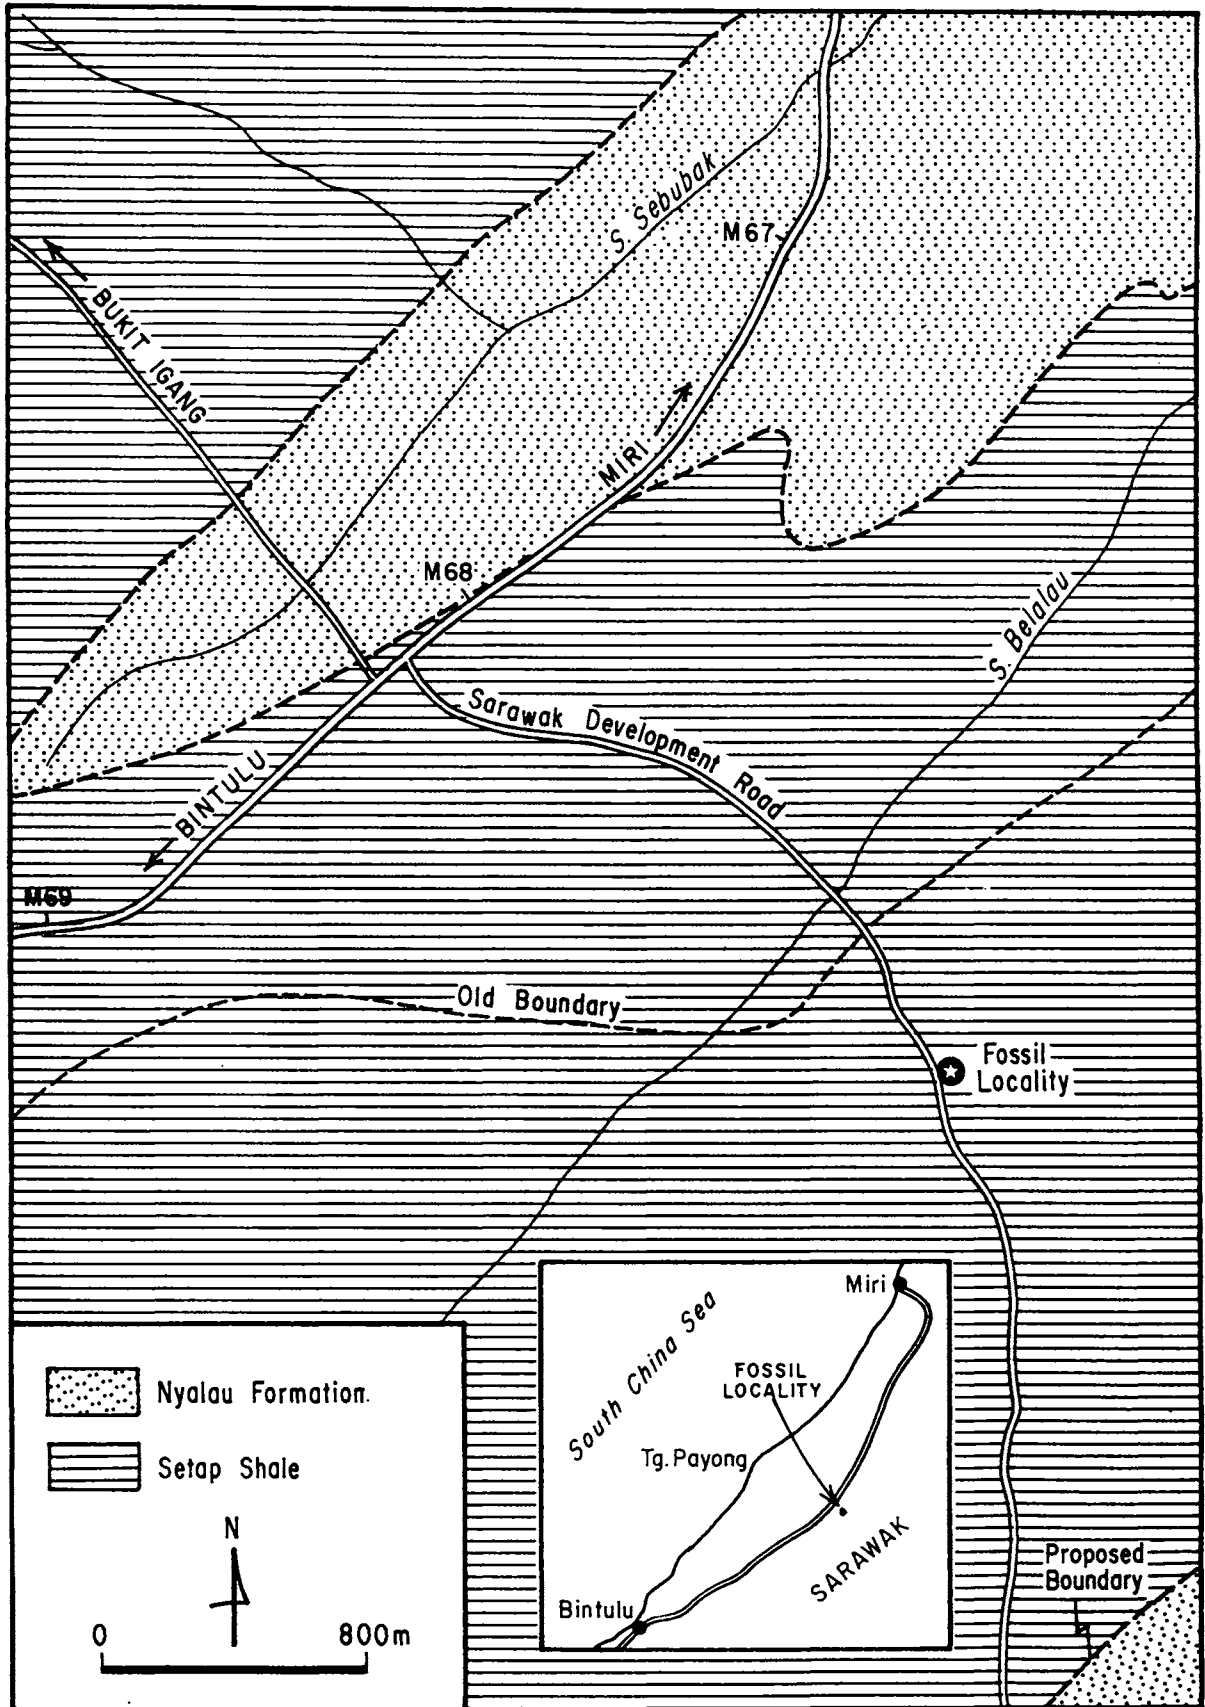 S. Sebubak
M67
BUKIT IGANG
MIRI
M68
S. Belalau
Sarawak Development Road
BINTULU
M69
Old Boundary
Fossil
Locality
Miri
South China Sea
FOSSIL
LOCALITY
Tg. Payong
SARAWAK
Bintulu
Nyalau Formation.
Setap Shale
N
0 800m
Proposed
Boundary